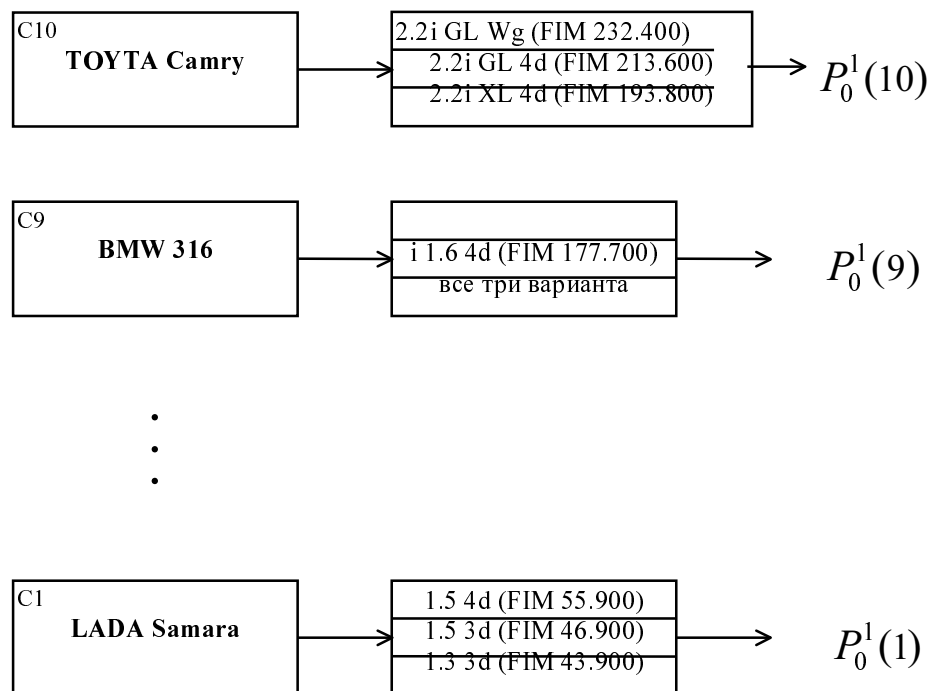 C10
TOYTA Camry
2.2i GL Wg (FIM 232.400)
2.2i GL 4d (FIM 213.600)
2.2i XL 4d (FIM 193.800)
P₀¹(10)
C9
BMW 316
i 1.6 4d (FIM 177.700)
все три варианта
P₀¹(9)
C1
LADA Samara
1.5 4d (FIM 55.900)
1.5 3d (FIM 46.900)
1.3 3d (FIM 43.900)
P₀¹(1)